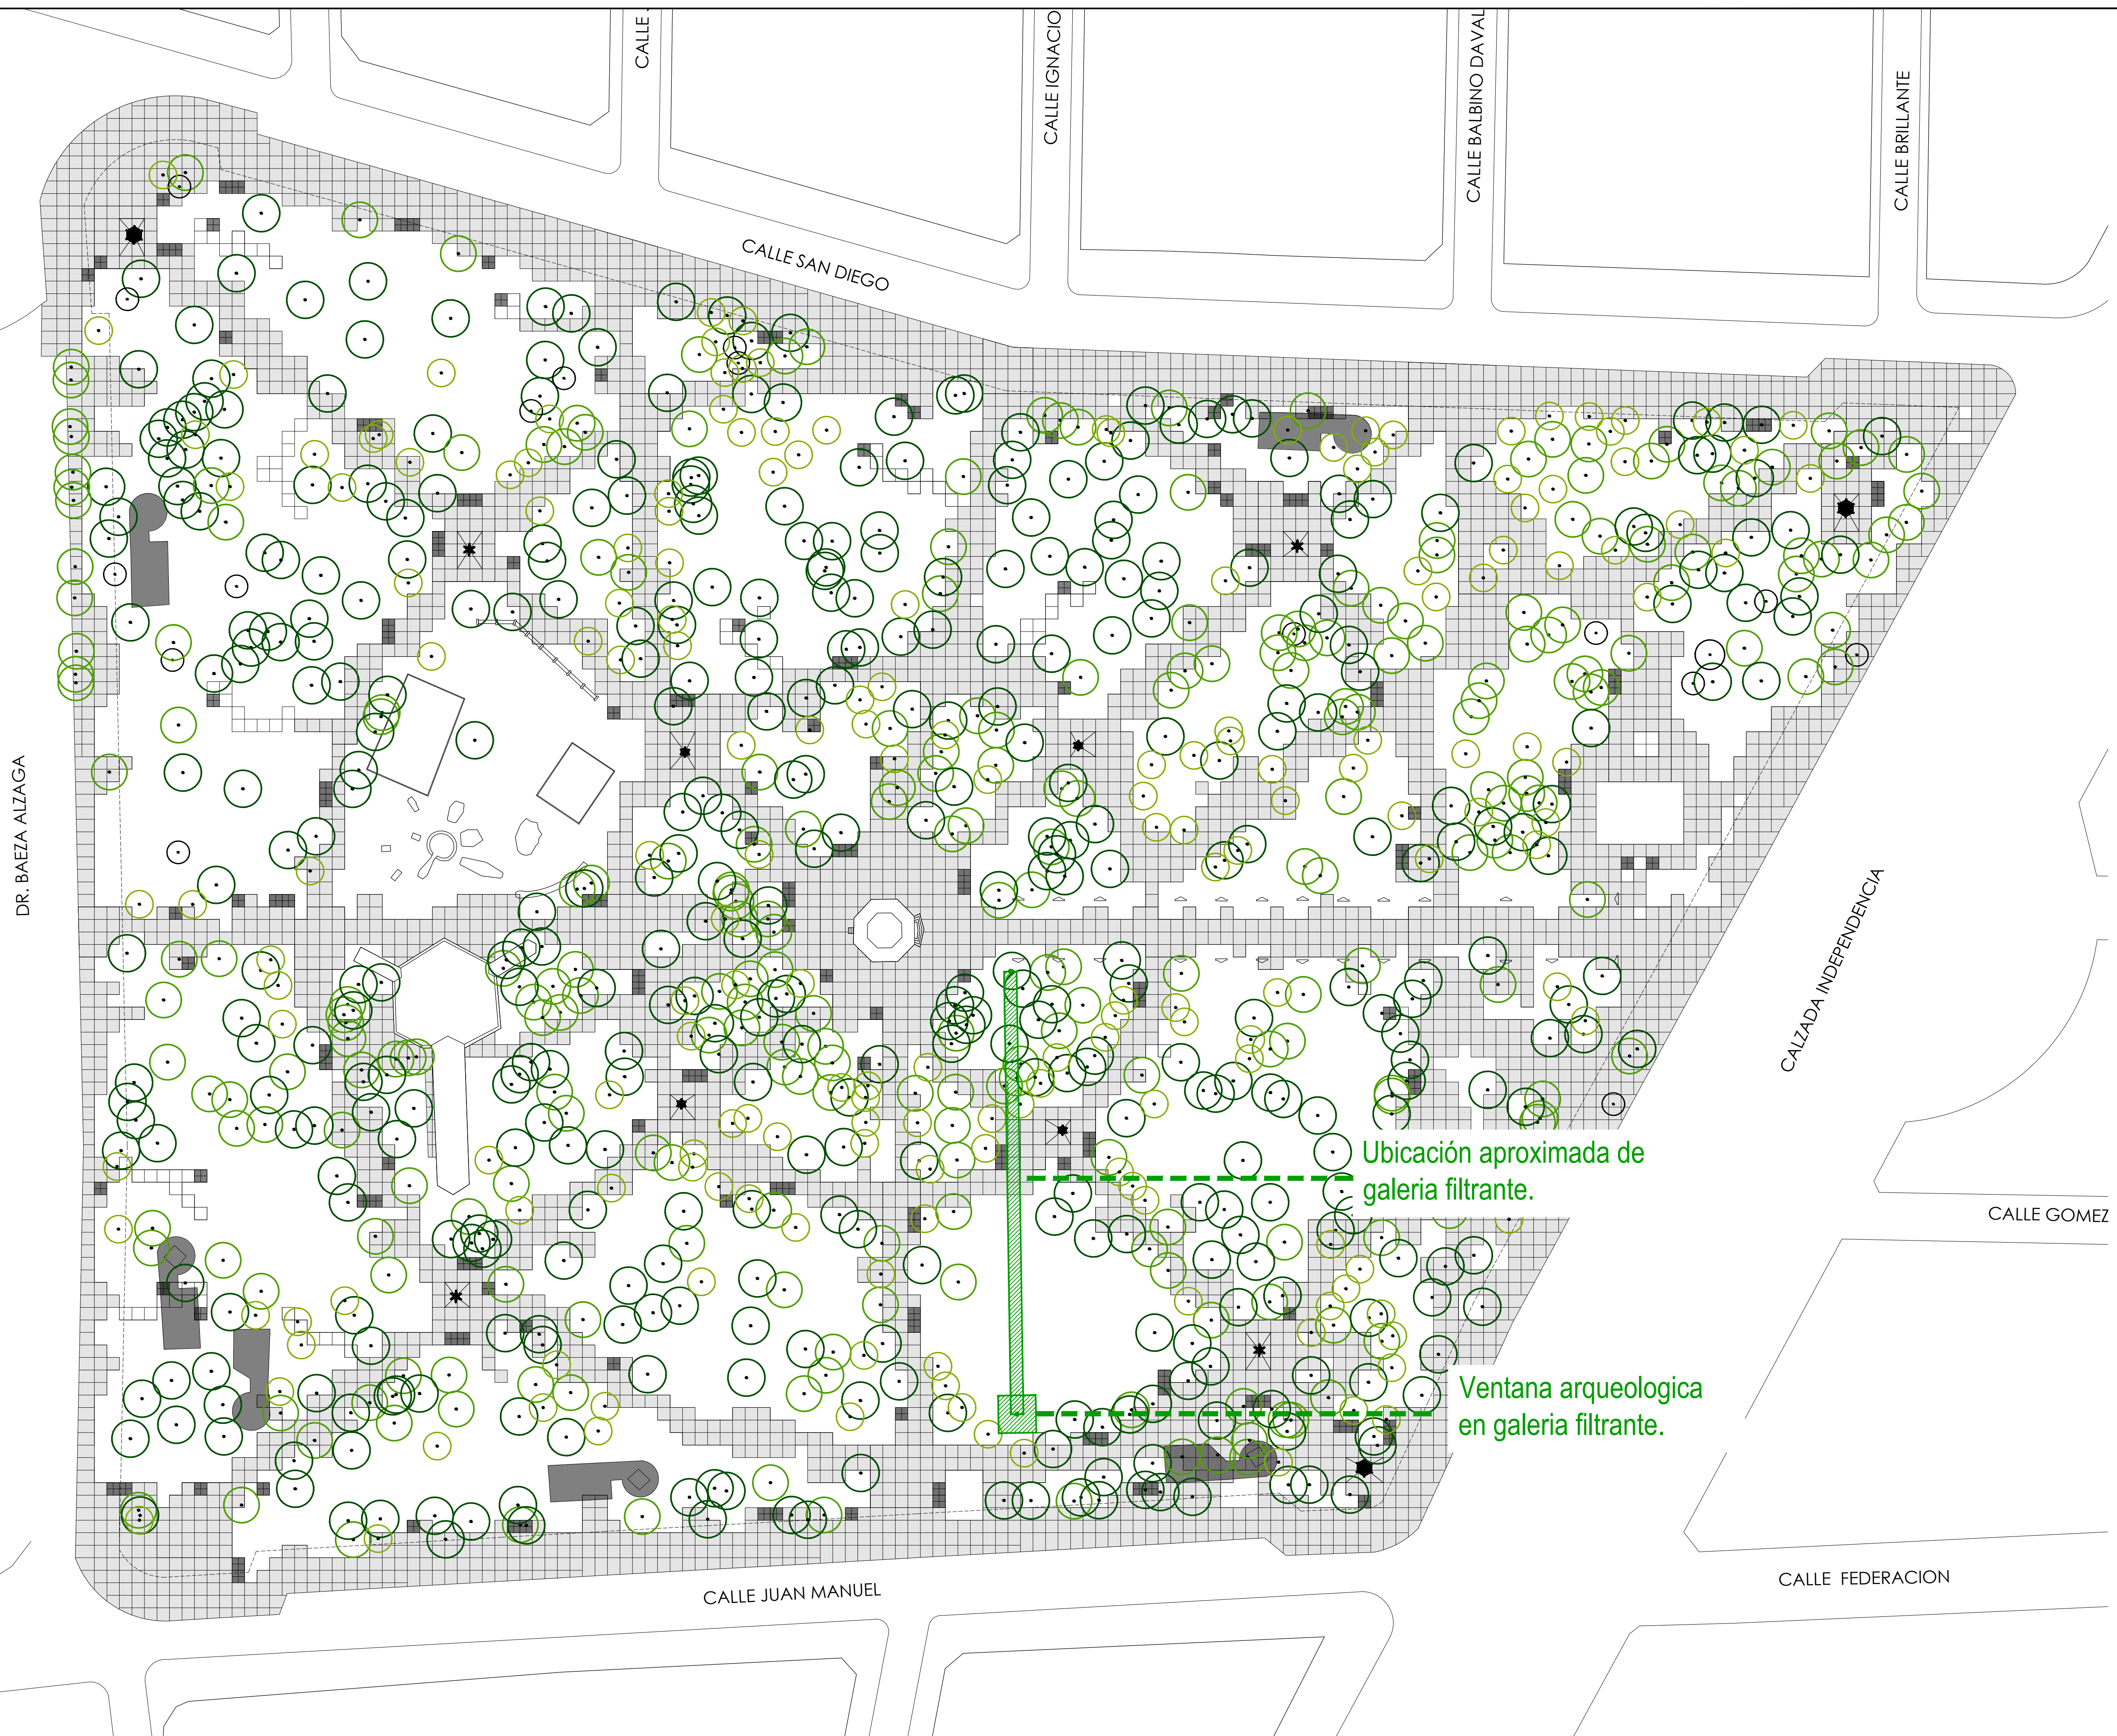 CALLE
CALLE IGNACIO
CALLE BALBINO DAVAL
CALLE BRILLANTE
CALLE SAN DIEGO
DR. BAEZA ALZAGA
CALZADA INDEPENDENCIA
Ubicación aproximada de
galeria filtrante.
CALLE GOMEZ
Ventana arqueologica
en galeria filtrante.
CALLE JUAN MANUEL
CALLE FEDERACION